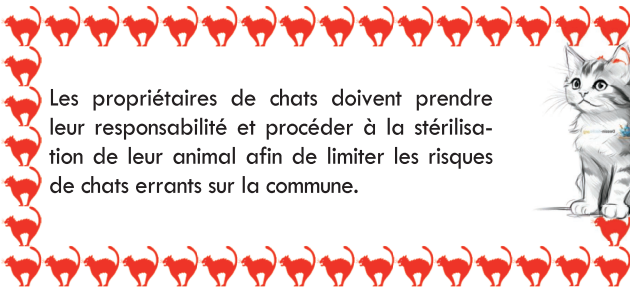 Les propriétaires de chats doivent prendre
leur responsabilité et procéder à la stérilisa-
tion de leur animal afin de limiter les risques
de chats errants sur la commune.